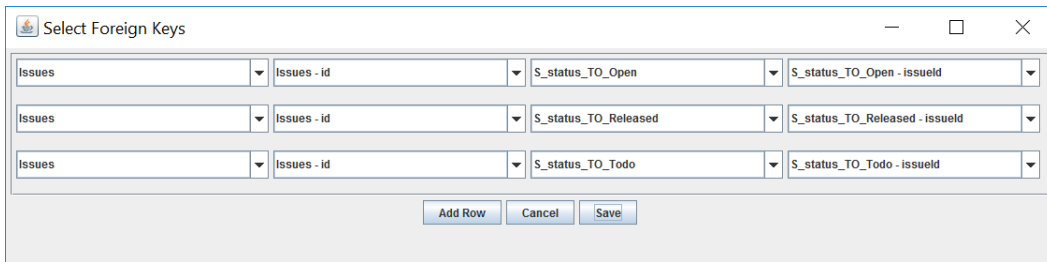 Select Foreign Keys
Issues Issues - id S_status_TO_Open S_status_TO_Open - issueId
Issues Issues - id S_status_TO_Released S_status_TO_Released - issueId
Issues Issues - id S_status_TO_Todo S_status_TO_Todo - issueId
Add Row Cancel Save